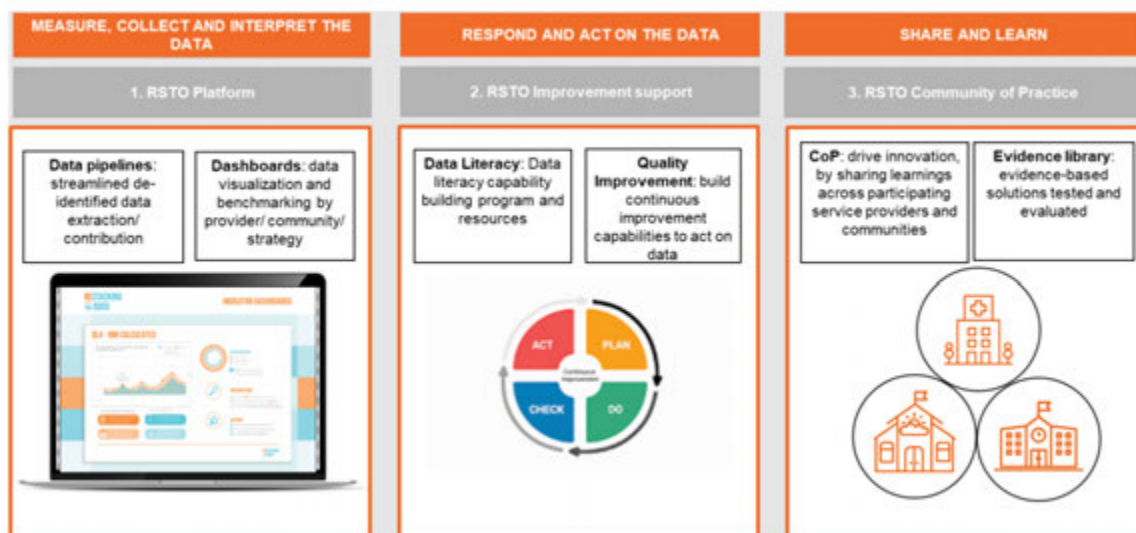 MEASURE, COLLECT AND INTERPRET THE
DATA
RESPOND AND ACT ON THE DATA
SHARE AND LEARN
1. RSTO Platform
2. RSTO Improvement support
3. RSTO Community of Practice
Data pipelines:
streamlined de-
identified data
extraction/
contribution
Dashboards: data
visualization and
benchmarking by
provider/ community/
strategy
Data Literacy: Data
literacy capability
building program and
resources
Quality
Improvement: build
continuous
improvement
capabilities to act on
data
CoP: drive innovation,
by sharing learnings
across participating
service providers and
communities
Evidence library:
evidence-based
solutions tested and
evaluated
INDICATOR DASHBOARDS
ACT
PLAN
Continuous
Improvement
CHECK
DO